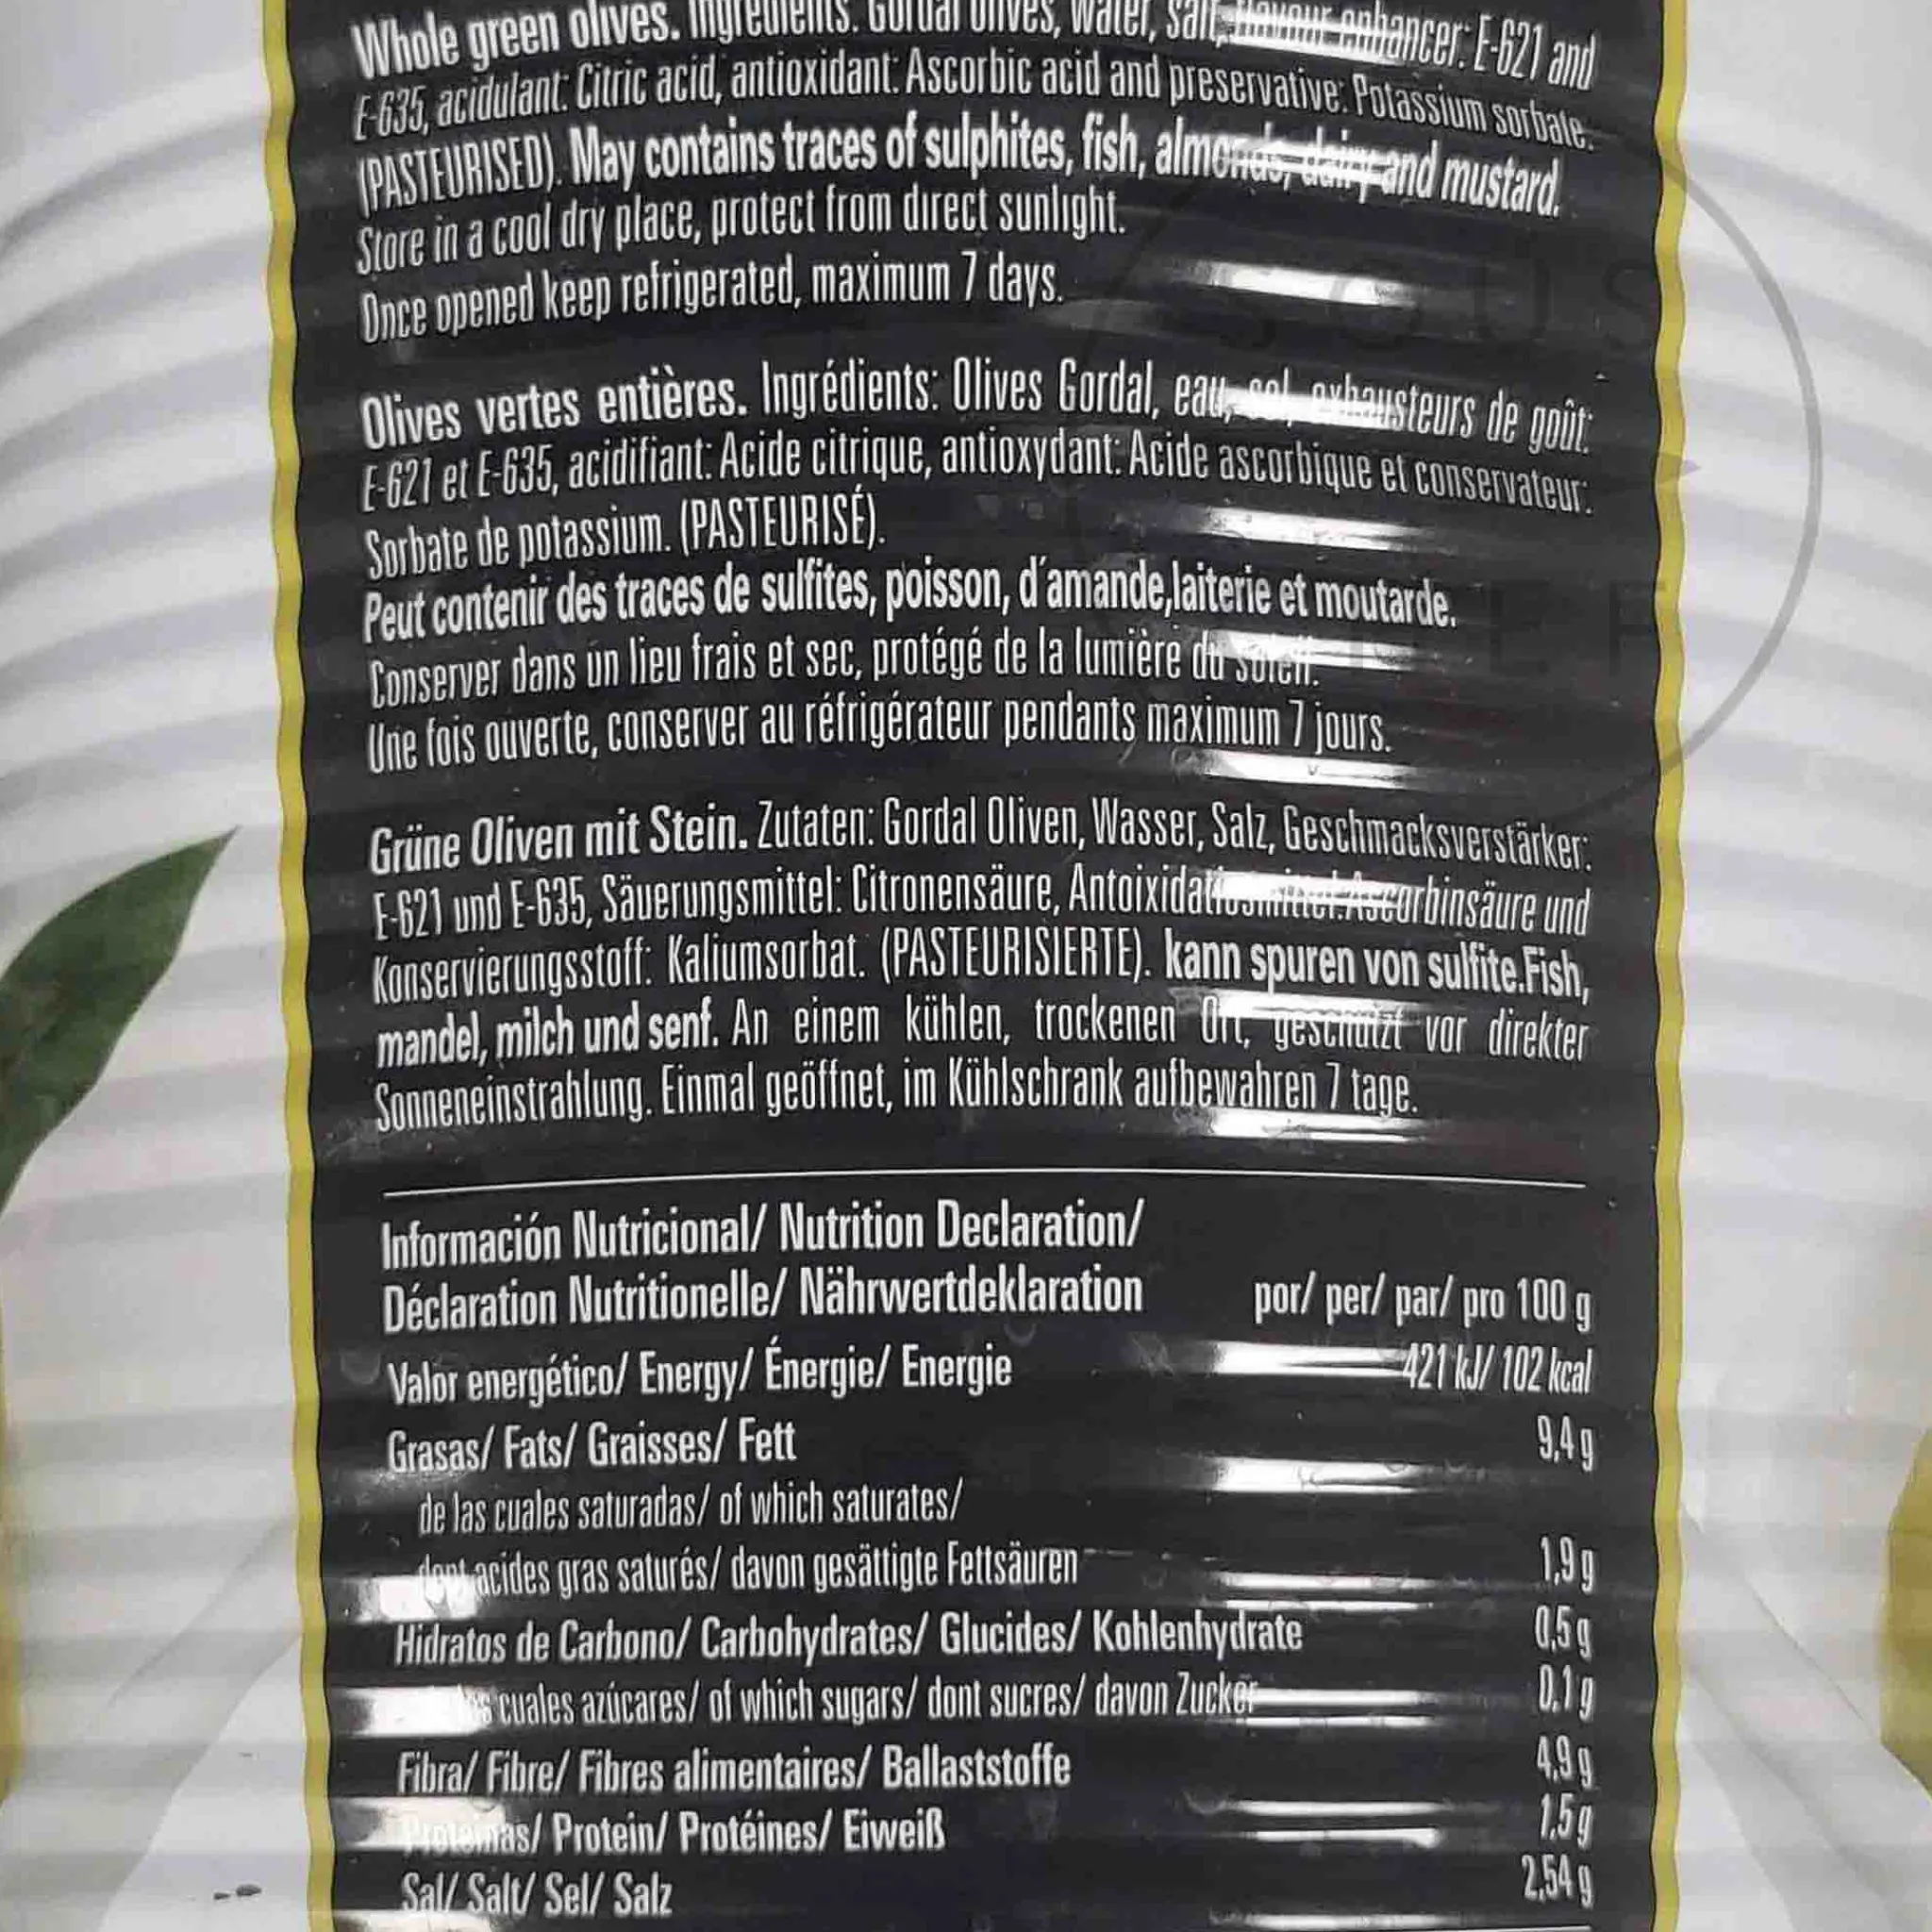 Whole green olives. Ingredients: Gordal olives, water, salt, flavour enhancer: E-621 and
E-635, acidulant: Citric acid, antioxidant: Ascorbic acid and preservative: Potassium sorbate.
(PASTEURISED). May contains traces of sulphites, fish, almonds, dairy and mustard.
Store in a cool dry place, protect from direct sunlight.
Once opened keep refrigerated, maximum 7 days.
Olives vertes entières. Ingrédients: Olives Gordal, eau, sel, exhausteurs de goût:
E-621 et E-635, acidifiant: Acide citrique, antioxydant: Acide ascorbique et conservateur:
Sorbate de potassium. (PASTEURISÉ).
Peut contenir des traces de sulfites, poisson, d´amande,laiterie et moutarde.
Conserver dans un lieu frais et sec, protégé de la lumière du soleil.
Une fois ouverte, conserver au réfrigérateur pendants maximum 7 jours.
Grüne Oliven mit Stein. Zutaten: Gordal Oliven, Wasser, Salz, Geschmacksverstärker:
E-621 und E-635, Säuerungsmittel: Citronensäure, Ascorbinsäure und
Konservierungsstoff: Kaliumsorbat. (PASTEURISIERTE). kann spuren von sulfite.Fish,
mandel, milch und senf. An einem kühlen, trockenen Ort, geschützt vor direkter
Sonneneinstrahlung. Einmal geöffnet, im Kühlschrank aufbewahren 7 tage.
Información Nutricional/ Nutrition Declaration/
Déclaration Nutritionelle/ Nährwertdeklaration por/ per/ par/ pro 100 g
Valor energético/ Energy/ Énergie/ Energie 421 kJ/ 102 kcal
Grasas/ Fats/ Graisses/ Fett 9,4 g
de las cuales saturadas/ of which saturates/
dont acides gras saturés/ davon gesättigte Fettsäuren 1,9 g
Hidratos de Carbono/ Carbohydrates/ Glucides/ Kohlenhydrate 0,5 g
cuales azúcares/ of which sugars/ dont sucres/ davon Zucker 0,1 g
Fibra/ Fibre/ Fibres alimentaires/ Ballaststoffe 4,9 g
Proteinas/ Protein/ Protéines/ Eiweiß 1,5 g
Sal/ Salt/ Sel/ Salz 2,54 g